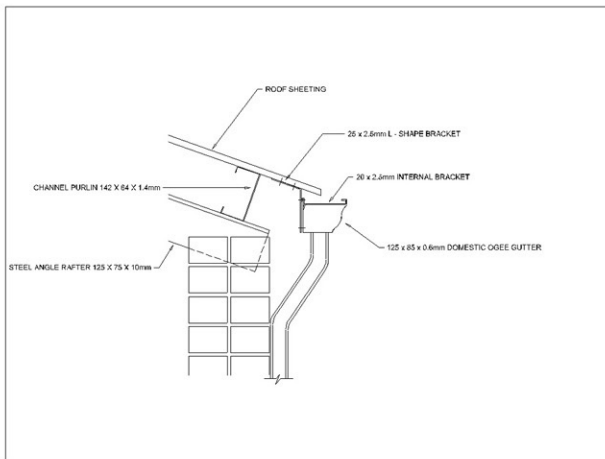 ROOF SHEETING
25 x 2.5mm L - SHAPE BRACKET
20 x 2.5mm INTERNAL BRACKET
CHANNEL PURLIN 142 X 64 X 1.4mm
125 x 85 x 0.6mm DOMESTIC OGEE GUTTER
STEEL ANGLE RAFTER 125 X 75 X 10mm